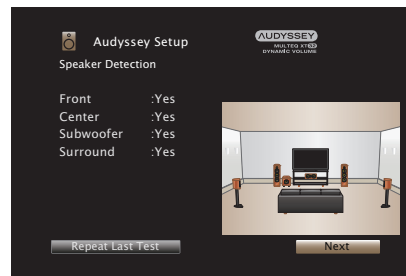 Audyssey Setup
AUDYSSEY
MULTEQ XT32
DYNAMIC VOLUME
Speaker Detection
Front :Yes
Center :Yes
Subwoofer :Yes
Surround :Yes
Repeat Last Test
Next